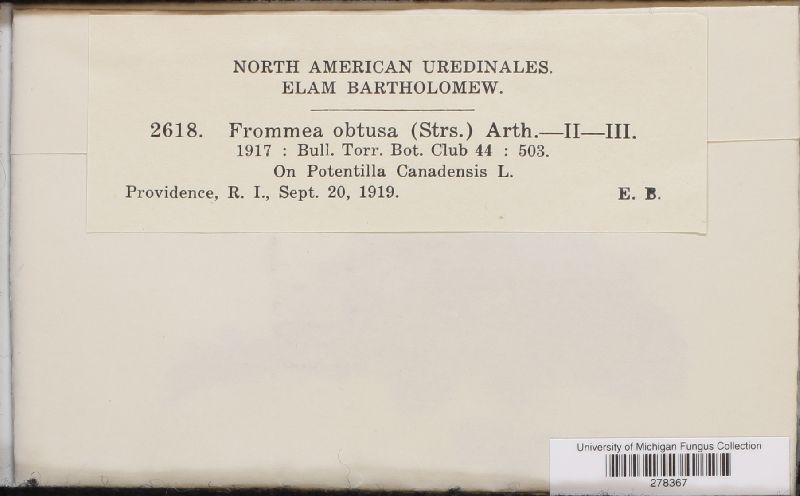 NORTH AMERICAN UREDINALES.
ELAM BARTHOLOMEW.
2618. Frommea obtusa (Strs.) Arth.—II—III.
1917 : Bull. Torr. Bot. Club 44 : 503.
On Potentilla Canadensis L.
Providence, R. I., Sept. 20, 1919. E. B.
University of Michigan Fungus Collection
278367